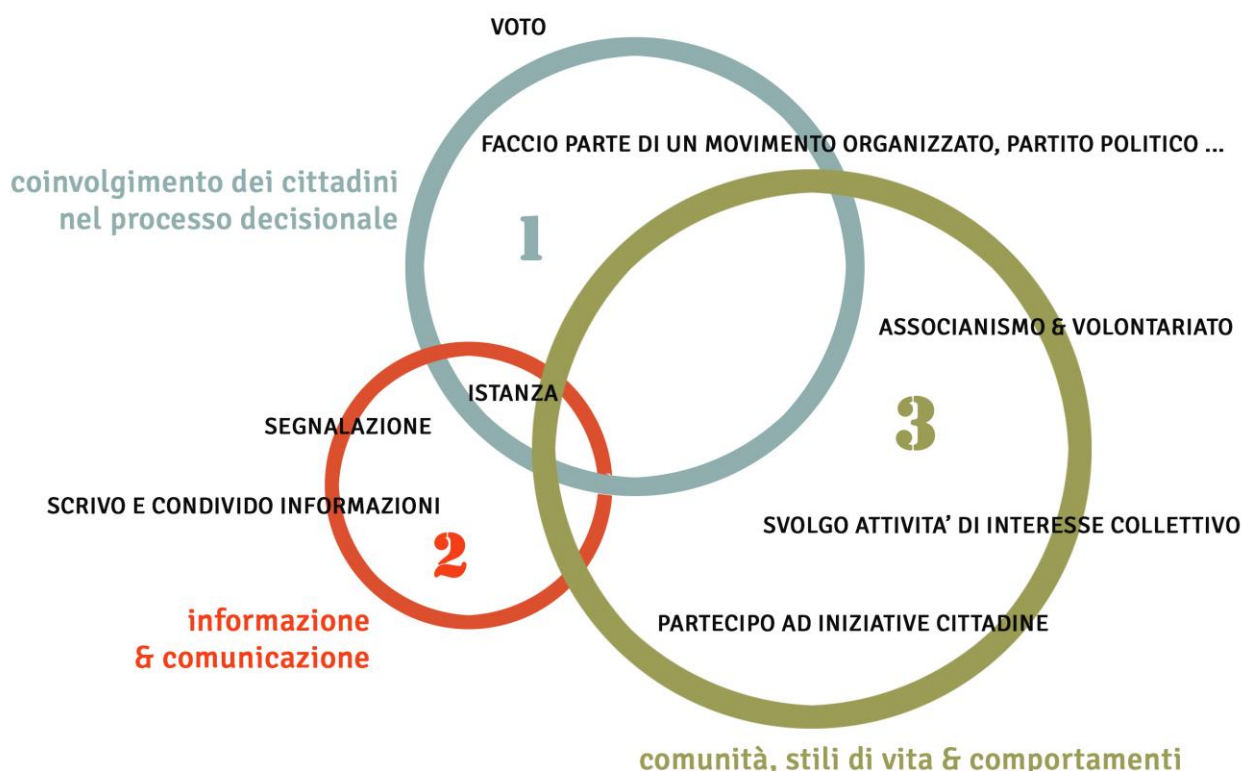 VOTO
FACCIO PARTE DI UN MOVIMENTO ORGANIZZATO, PARTITO POLITICO ...
coinvolgimento dei cittadini
nel processo decisionale
1
ASSOCIANISMO & VOLONTARIATO
ISTANZA
3
SEGNALAZIONE
SCRIVO E CONDIVIDO INFORMAZIONI
SVOLGO ATTIVITA’ DI INTERESSE COLLETTIVO
2
informazione
& comunicazione
PARTECIPO AD INIZIATIVE CITTADINE
comunità, stili di vita & comportamenti